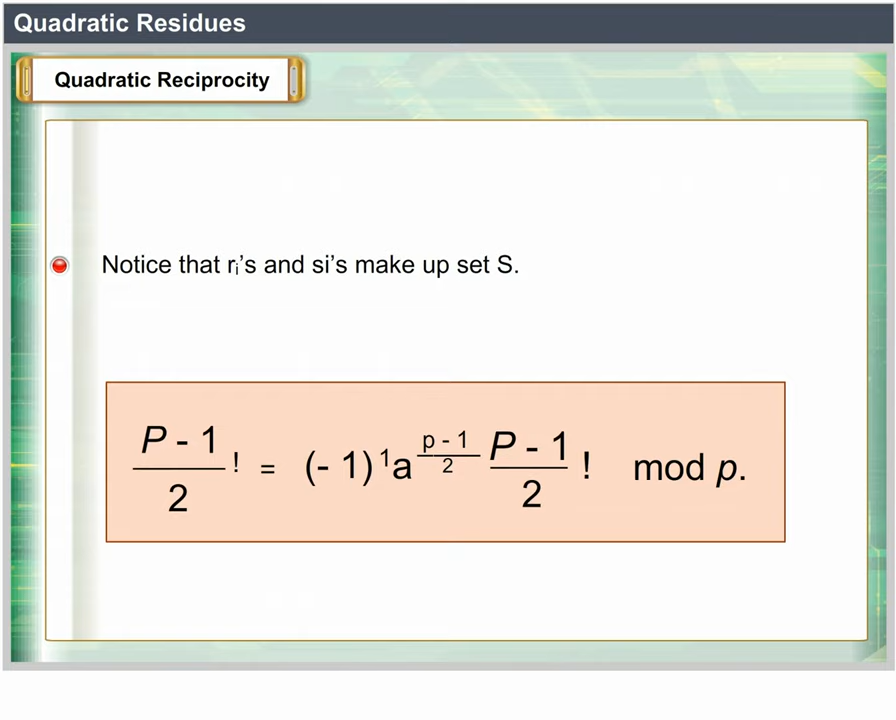 Quadratic Residues
Quadratic Reciprocity
Notice that rᵢ's and si's make up set S.
P - 1
2
! = (- 1)¹a^(p - 1)/2 (P - 1)/2 ! mod p.